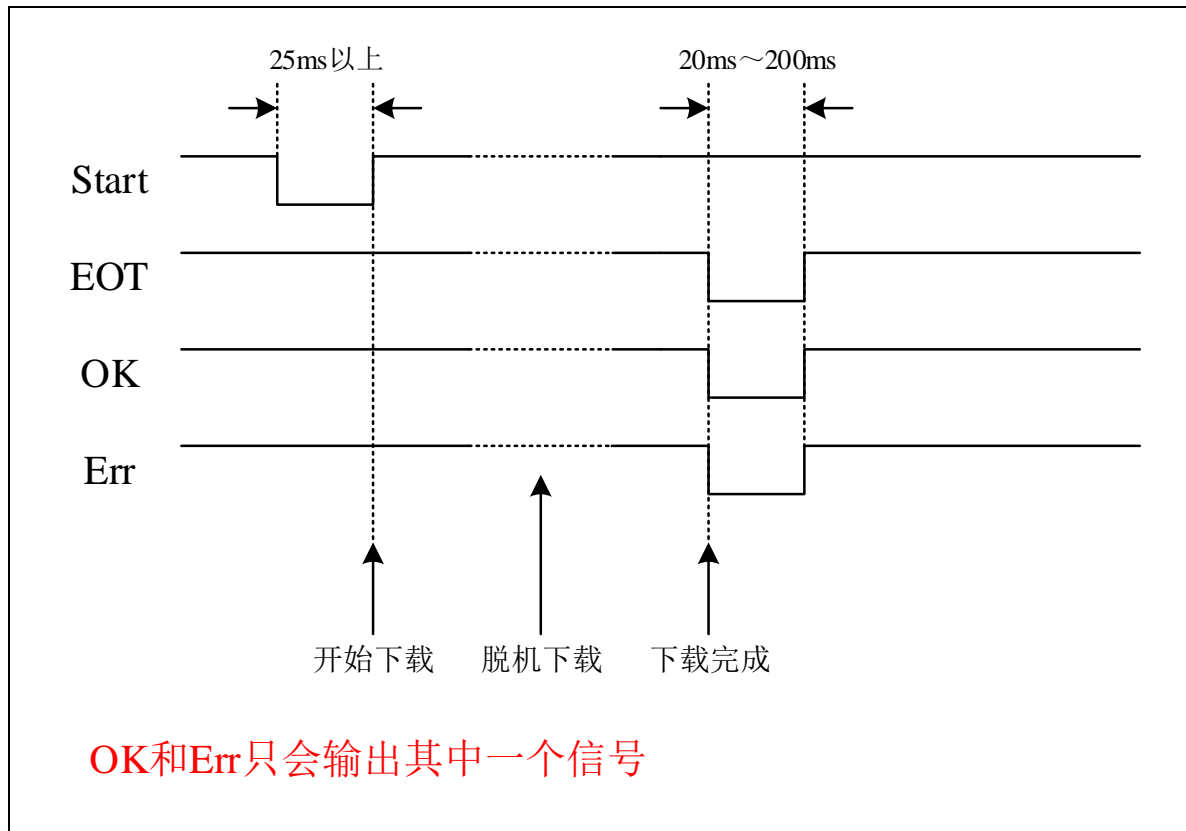 25ms以上
20ms～200ms
Start
EOT
OK
Err
开始下载
脱机下载
下载完成
OK和Err只会输出其中一个信号